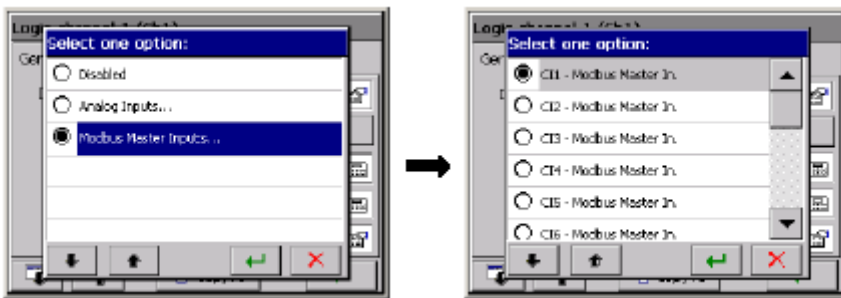 Select one option:
Disabled
Analog Inputs...
Modbus Master Inputs...
Select one option:
CI1 - Modbus Master In.
CI2 - Modbus Master In.
CI3 - Modbus Master In.
CI4 - Modbus Master In.
CI5 - Modbus Master In.
CI6 - Modbus Master In.